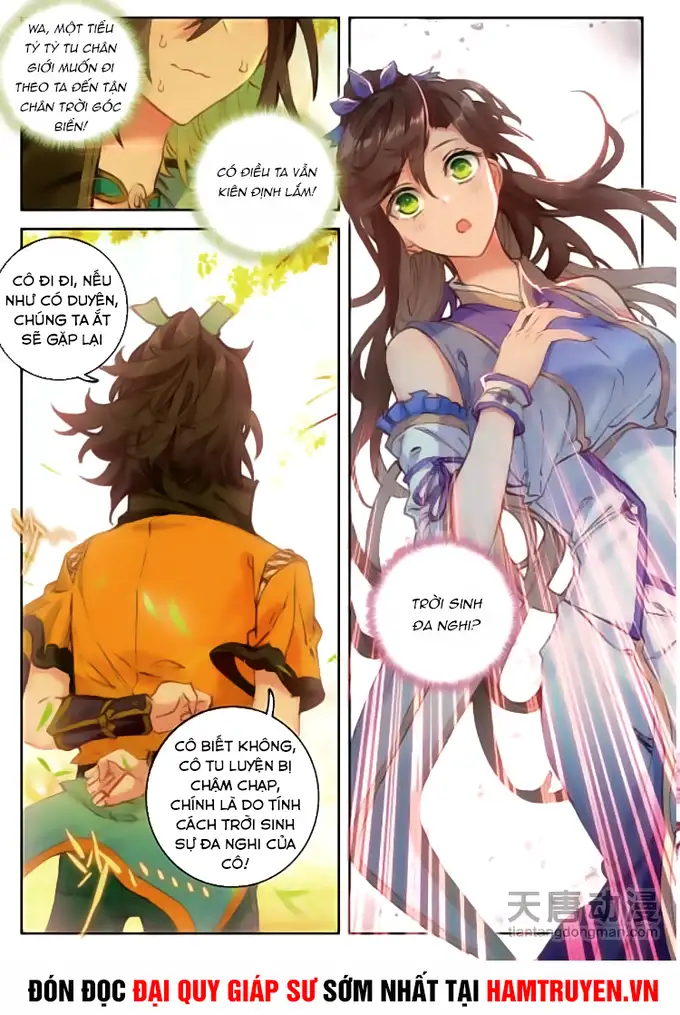 WA, MỘT TIỂU
TỶ TỶ TU CHÂN
GIỚI MUỐN ĐI
THEO TA ĐẾN TẬN
CHÂN TRỜI GÓC
BIỂN!
CÓ ĐIỀU TA VẪN
KIÊN ĐỊNH LẮM!
CÔ ĐI ĐI, NẾU
NHƯ CÓ DUYÊN,
CHÚNG TA ẮT
SẼ GẶP LẠI
TRỜI SINH
ĐA NGHI?
CÔ BIẾT KHÔNG,
CÔ TU LUYỆN BỊ
CHẬM CHẠP,
CHÍNH LÀ DO TÍNH
CÁCH TRỜI SINH
SỰ ĐA NGHI CỦA
CÔ!
天唐动漫
tiantangdongman.com
ĐÓN ĐỌC ĐẠI QUY GIÁP SƯ SỚM NHẤT TẠI HAMTRUYEN.VN